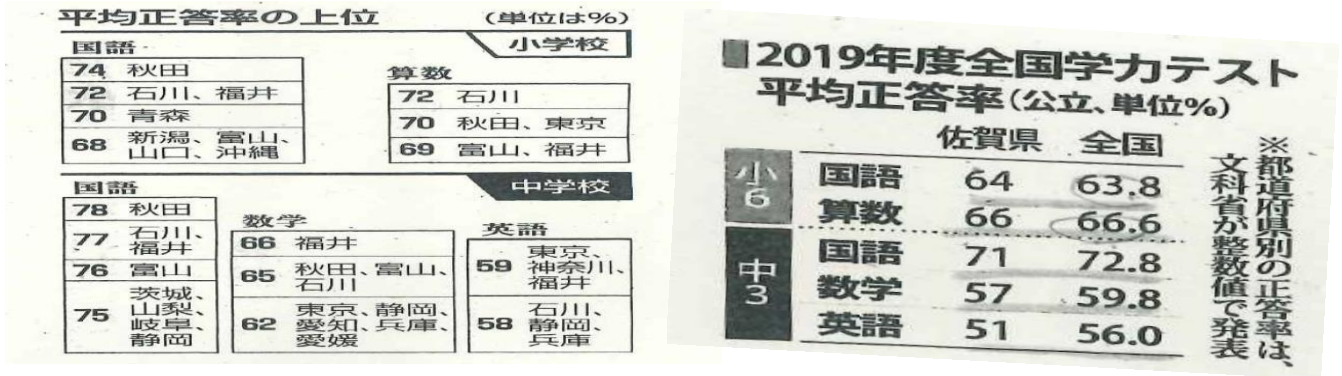 平均正答率の上位 (単位は%)
小学校
国語
74 秋田
72 石川、福井
70 青森
68 新潟、富山、
山口、沖縄
算数
72 石川
70 秋田、東京
69 富山、福井
中学校
国語
78 秋田
77 石川、
福井
76 富山
75 茨城、
山梨、
岐阜、
静岡
数学
66 福井
65 秋田、富山、
石川
62 東京、静岡、
愛知、兵庫、
愛媛
英語
59 東京、
神奈川、
福井
58 石川、
静岡、
兵庫
2019年度全国学力テスト
平均正答率(公立、単位%)
佐賀県 全国
小6
国語 64 63.8
算数 66 66.6
中3
国語 71 72.8
数学 57 59.8
英語 51 56.0
※都道府県別の正答率は、
文科省が整数値で発表